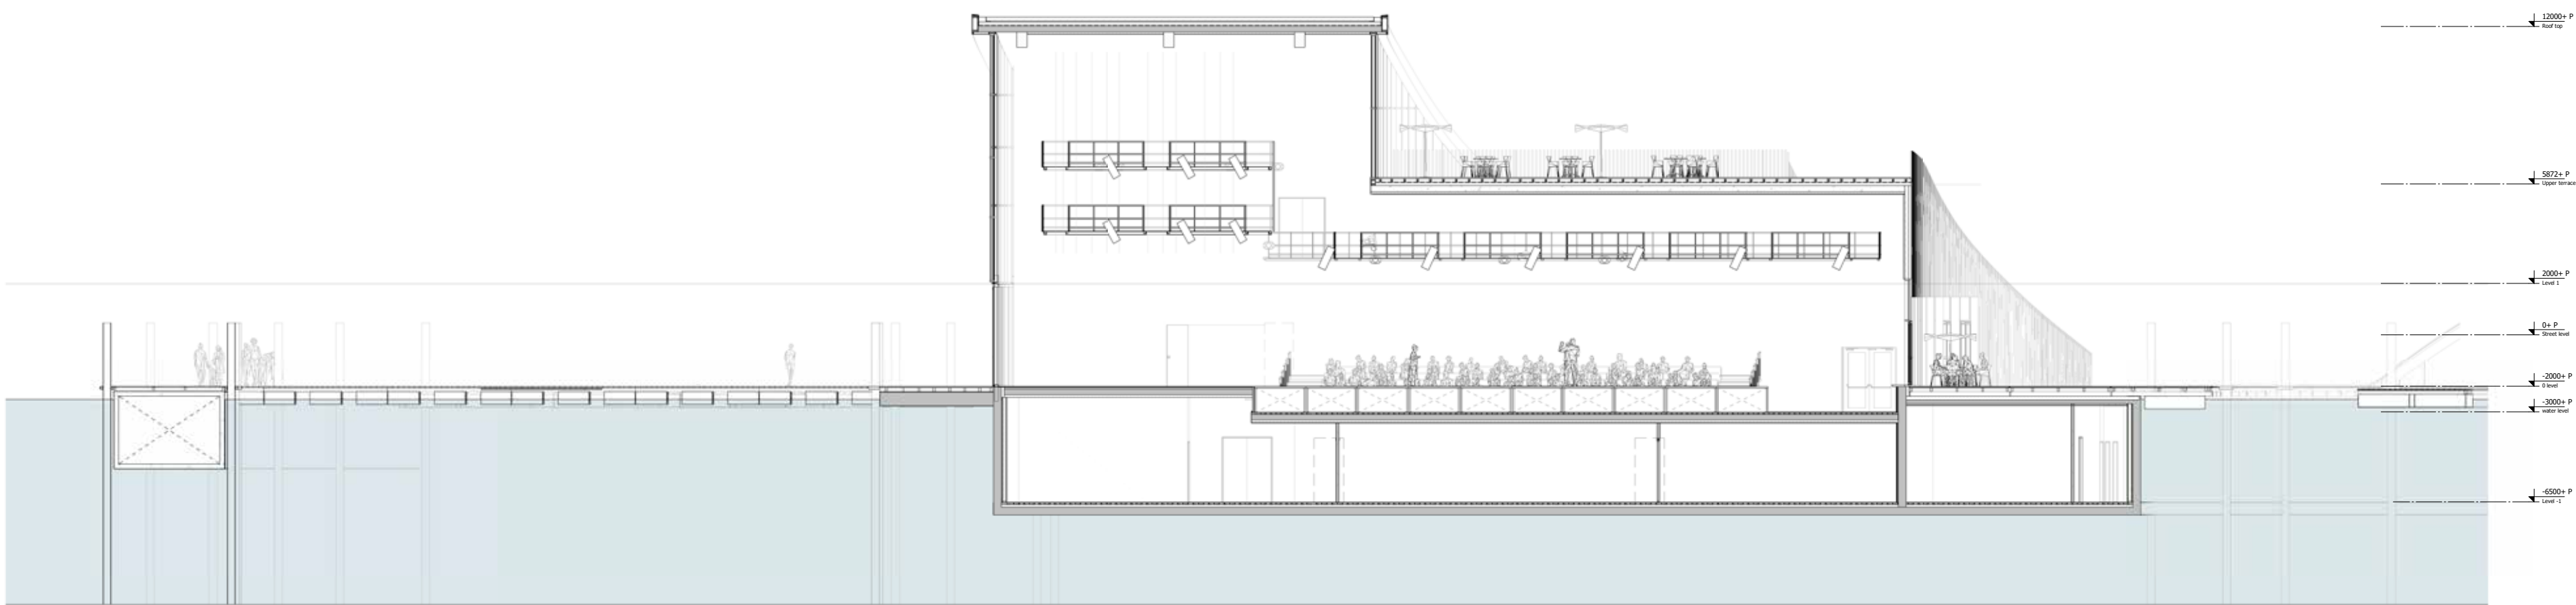 12000+ P
Roof top
5872+ P
Upper terrace
2000+ P
Level 1
0+ P
Street level
-2000+ P
0 level
-3000+ P
water level
-6500+ P
Level -1